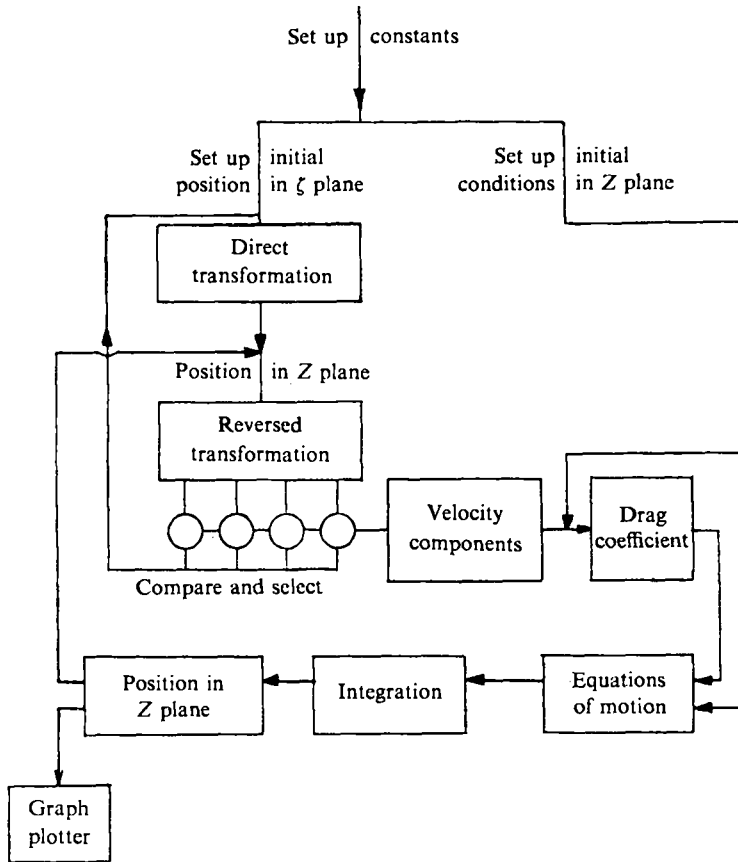 Set up constants
Set up initial
position in ζ plane
Set up initial
conditions in Z plane
Direct
transformation
Position in Z plane
Reversed
transformation
Velocity
components
Drag
coefficient
Compare and select
Position in
Z plane
Integration
Equations
of motion
Graph
plotter